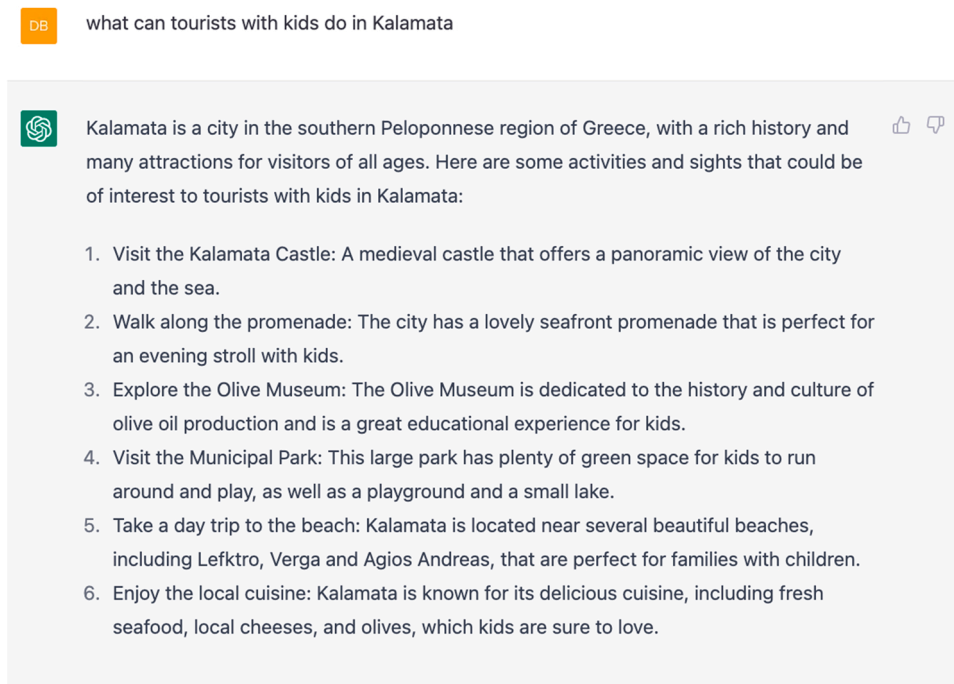 DB
what can tourists with kids do in Kalamata
Kalamata is a city in the southern Peloponnese region of Greece, with a rich history and
many attractions for visitors of all ages. Here are some activities and sights that could be
of interest to tourists with kids in Kalamata:
1. Visit the Kalamata Castle: A medieval castle that offers a panoramic view of the city
and the sea.
2. Walk along the promenade: The city has a lovely seafront promenade that is perfect for
an evening stroll with kids.
3. Explore the Olive Museum: The Olive Museum is dedicated to the history and culture of
olive oil production and is a great educational experience for kids.
4. Visit the Municipal Park: This large park has plenty of green space for kids to run
around and play, as well as a playground and a small lake.
5. Take a day trip to the beach: Kalamata is located near several beautiful beaches,
including Lefktro, Verga and Agios Andreas, that are perfect for families with children.
6. Enjoy the local cuisine: Kalamata is known for its delicious cuisine, including fresh
seafood, local cheeses, and olives, which kids are sure to love.